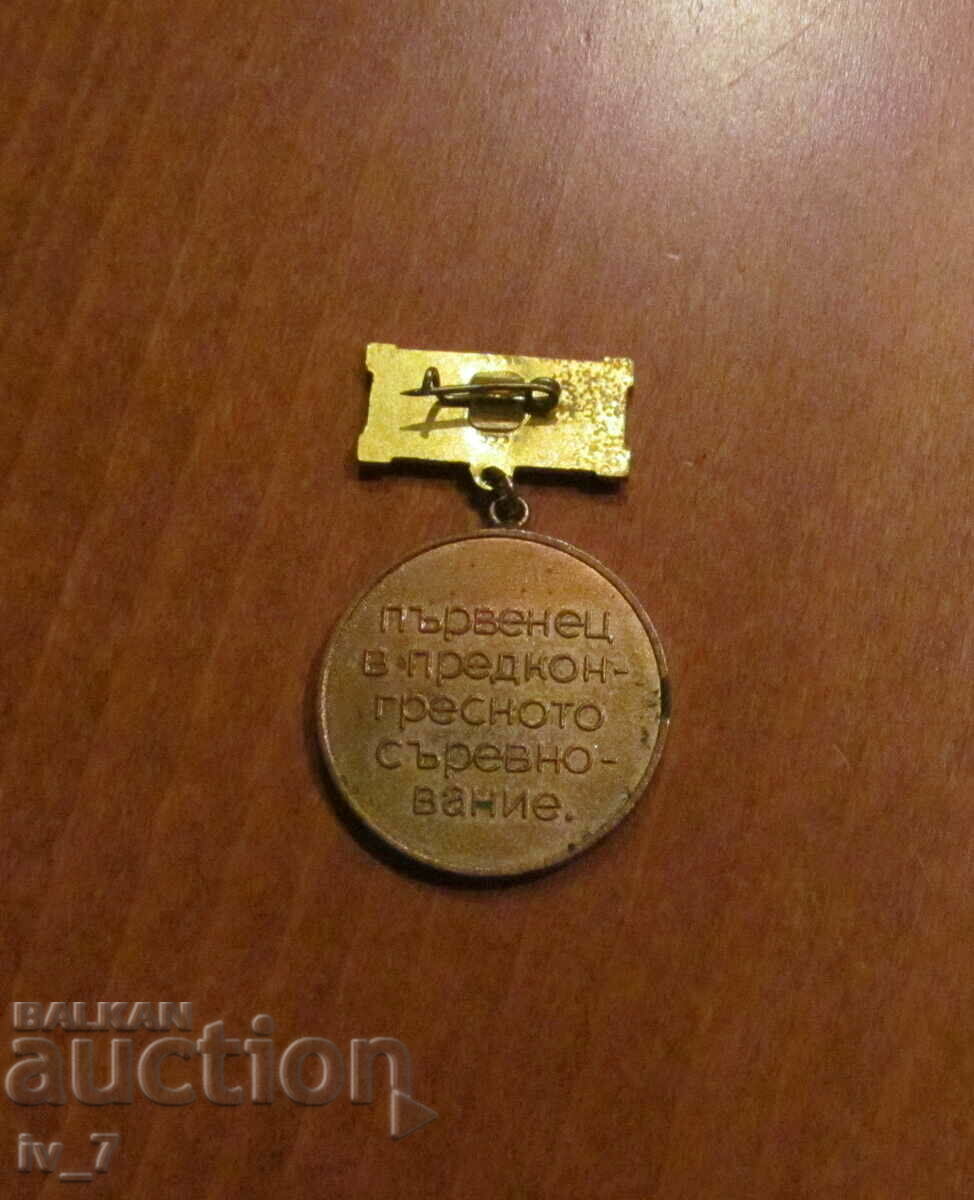 първенец
в предкон-
гресното
съревно-
вание.
BALKAN
auction
iv_7